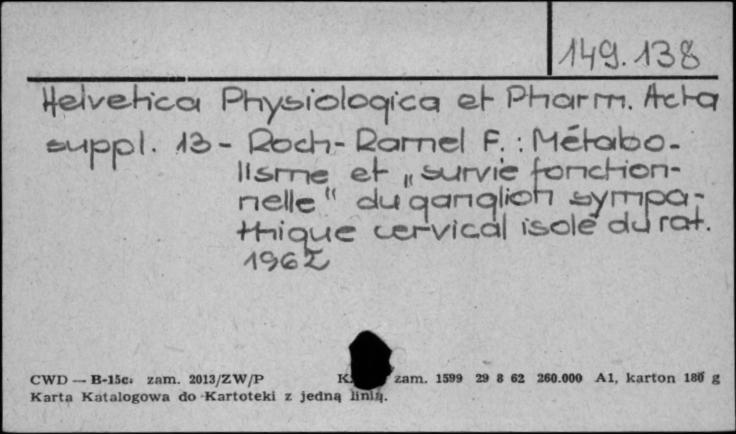 149.138
Helvetica Physiologica et Pharm. Acta
suppl. 13 - Roch-Ramel F. : Métabo-
lisme et „survie fonction-
nelle" du ganglion sympa-
thique cervical isolé du rat.
1962
CWD — B-15c. zam. 2013/ZW/P zam. 1599 29 8 62 260.000 A1, karton 180 g
Karta Katalogowa do Kartoteki z jedną linią.